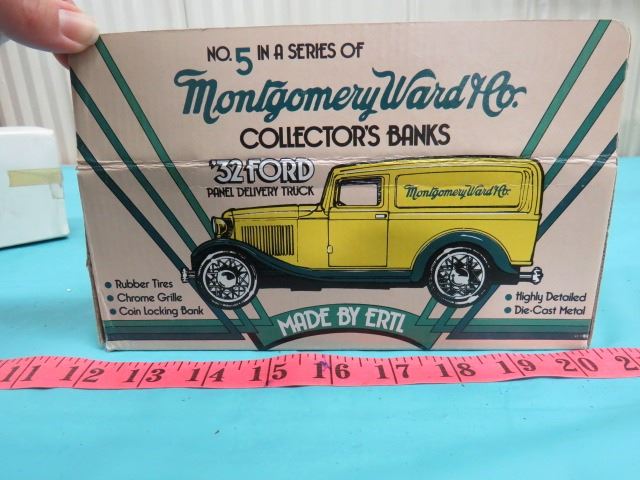 NO. 5 IN A SERIES OF
Montgomery Ward & Co.
COLLECTOR'S BANKS
'32 FORD
PANEL DELIVERY TRUCK
Montgomery Ward & Co.
• Rubber Tires
• Chrome Grille
• Coin Locking Bank
• Highly Detailed
• Die-Cast Metal
MADE BY ERTL
11 12 13 14 15 16 17 18 19 20